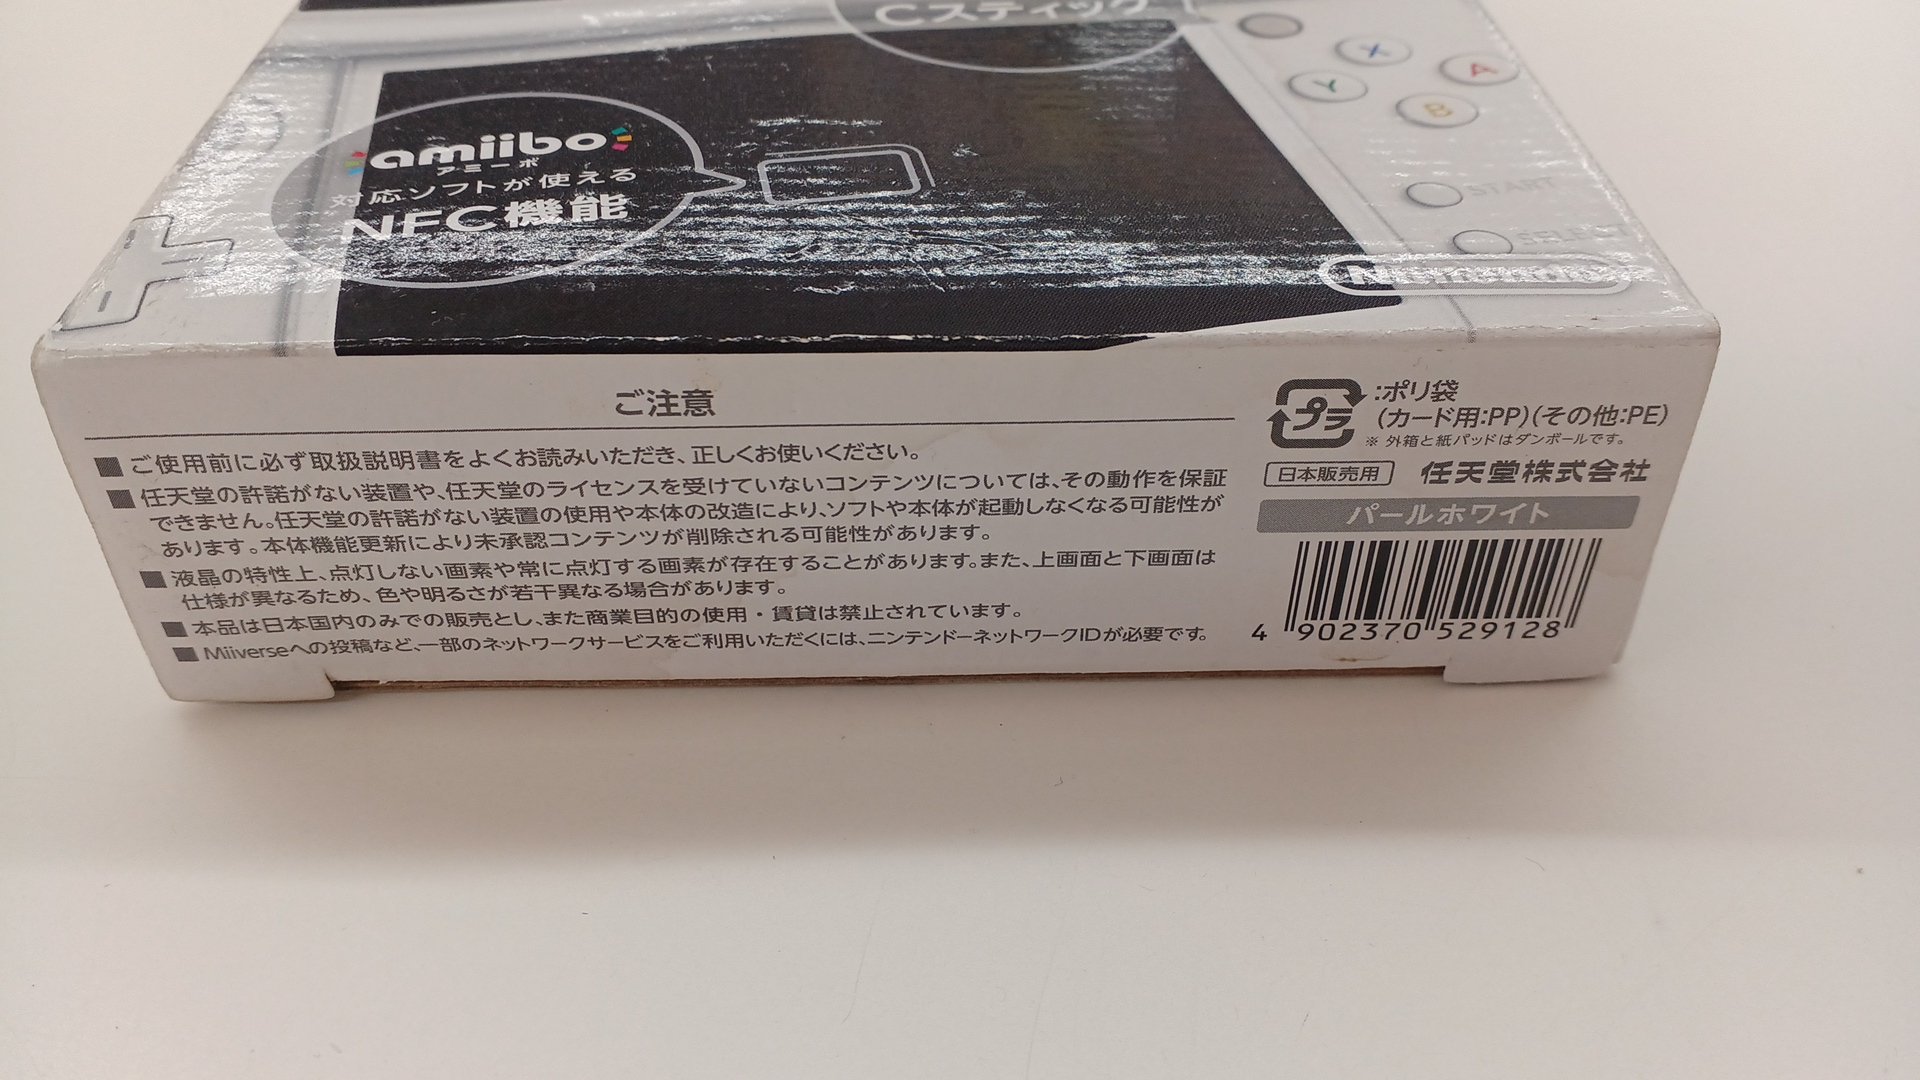 Cスティック
X
A
Y
B
amiibo
アミーボ
対応ソフトが使える
NFC機能
START
SELECT
Nintendo
ご注意
■ ご使用前に必ず取扱説明書をよくお読みいただき、正しくお使いください。
■ 任天堂の許諾がない装置や、任天堂のライセンスを受けていないコンテンツについては、その動作を保証
できません。任天堂の許諾がない装置の使用や本体の改造により、ソフトや本体が起動しなくなる可能性が
あります。本体機能更新により未承認コンテンツが削除される可能性があります。
■ 液晶の特性上、点灯しない画素や常に点灯する画素が存在することがあります。また、上画面と下画面は
仕様が異なるため、色や明るさが若干異なる場合があります。
■ 本品は日本国内のみでの販売とし、また商業目的の使用・賃貸は禁止されています。
■ Miiverseへの投稿など、一部のネットワークサービスをご利用いただくには、ニンテンドーネットワークIDが必要です。
プラ
:ポリ袋
(カード用:PP)(その他:PE)
※ 外箱と紙パッドはダンボールです。
日本販売用 任天堂株式会社
パールホワイト
4 902370 529128